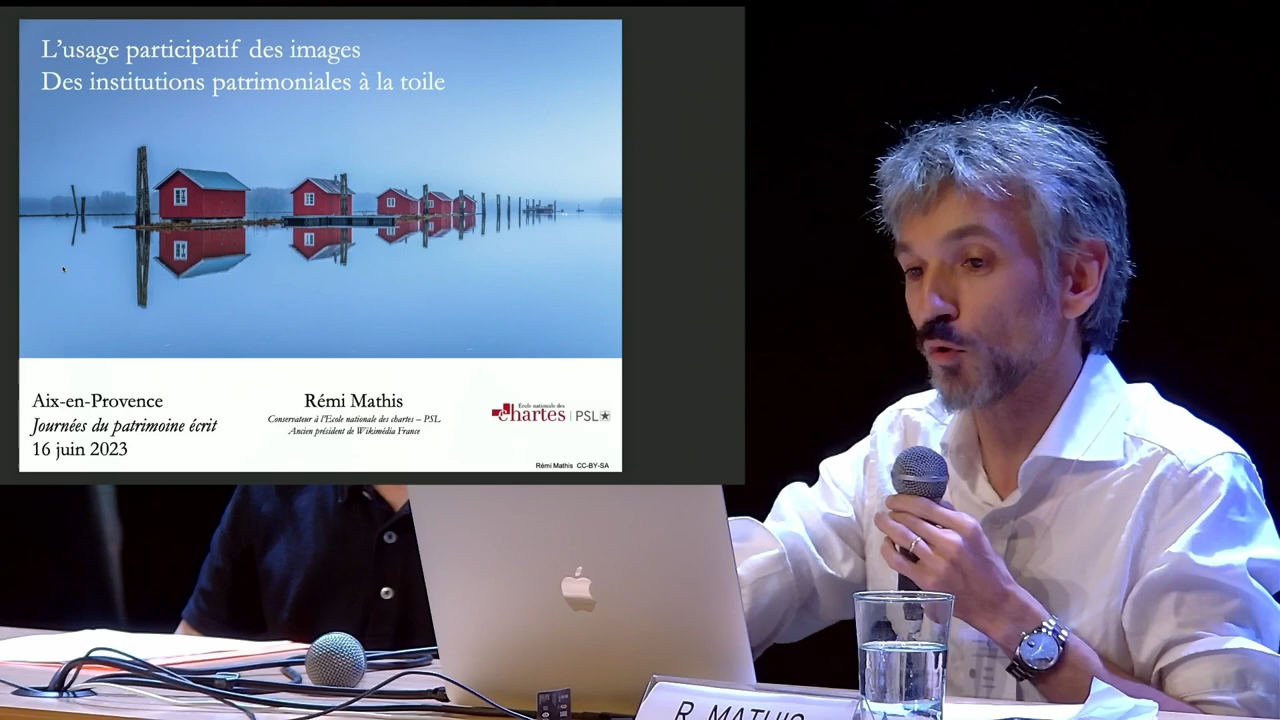 L'usage participatif des images
Des institutions patrimoniales à la toile
Aix-en-Provence
Journées du patrimoine écrit
16 juin 2023
Rémi Mathis
Conservateur à l'Ecole nationale des chartes – PSL
Ancien président de Wikimédia France
École nationale des
chartes | PSL
Rémi Mathis CC-BY-SA
R. MATHIS